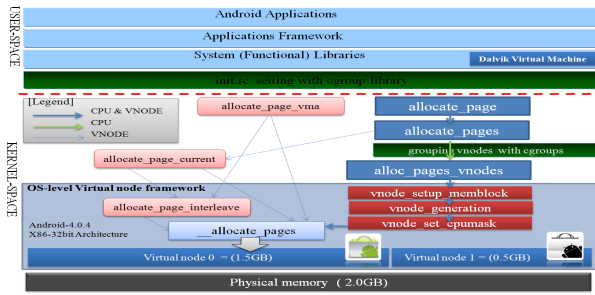 USER-SPACE
Android Applications
Applications Framework
System (Functional) Libraries
Dalvik Virtual Machine
init.rc setting with cgroup library
KERNEL-SPACE
[Legend]
CPU & VNODE
CPU
VNODE
allocate_page_vma
allocate_page
allocate_pages
grouping vnodes with cgroups
allocate_page_current
alloc_pages_vnodes
OS-level Virtual node framework
vnode_setup_memblock
allocate_page_interleave
vnode_generation
Android-4.0.4
X86-32bit Architecture
__allocate_pages
vnode_set_cpumask
Virtual node 0 = (1.5GB)
Virtual node 1 = (0.5GB)
Physical memory ( 2.0GB)